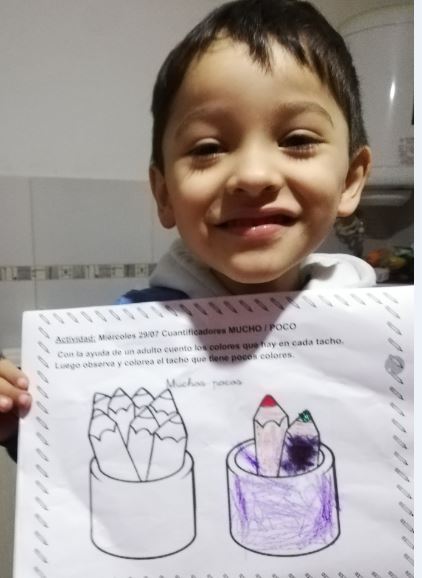 Actividad: Miércoles 29/07 Cuantificadores MUCHO / POCO
Con la ayuda de un adulto cuento los colores que hay en cada tacho.
Luego observa y colorea el tacho que tiene pocos colores.
Muchos pocos